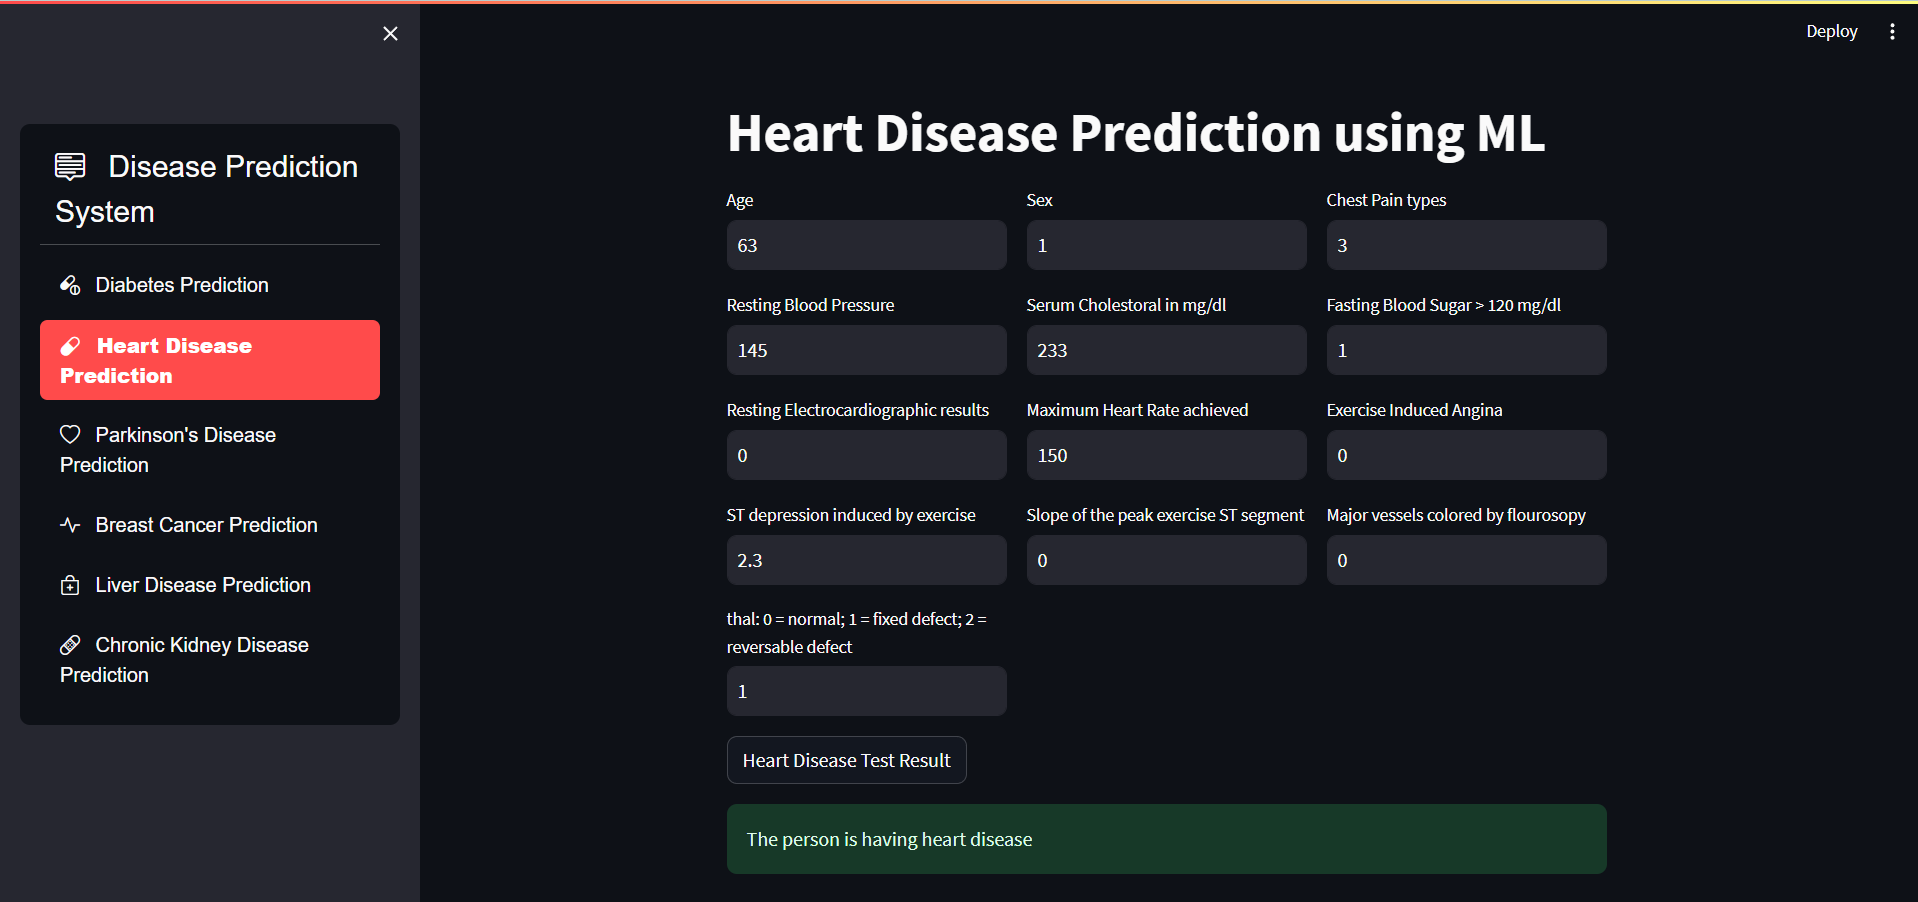 Deploy
Disease Prediction
System
Diabetes Prediction
Heart Disease
Prediction
Parkinson's Disease
Prediction
Breast Cancer Prediction
Liver Disease Prediction
Chronic Kidney Disease
Prediction
Heart Disease Prediction using ML
Age
63
Sex
1
Chest Pain types
3
Resting Blood Pressure
145
Serum Cholestoral in mg/dl
233
Fasting Blood Sugar > 120 mg/dl
1
Resting Electrocardiographic results
0
Maximum Heart Rate achieved
150
Exercise Induced Angina
0
ST depression induced by exercise
2.3
Slope of the peak exercise ST segment
0
Major vessels colored by flourosopy
0
thal: 0 = normal; 1 = fixed defect; 2 =
reversable defect
1
Heart Disease Test Result
The person is having heart disease